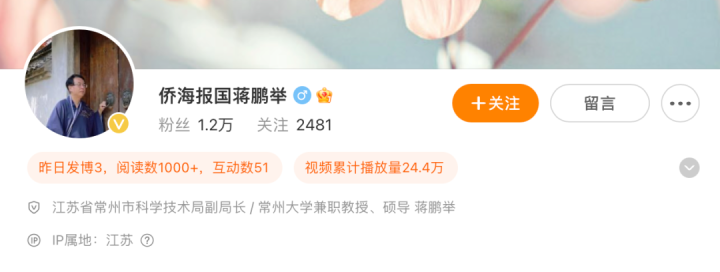 侨海报国蒋鹏举
粉丝 1.2万 关注 2481
+关注
留言
昨日发博3，阅读数1000+，互动数51
视频累计播放量24.4万
江苏省常州市科学技术局副局长 / 常州大学兼职教授、硕导 蒋鹏举
IP IP属地：江苏